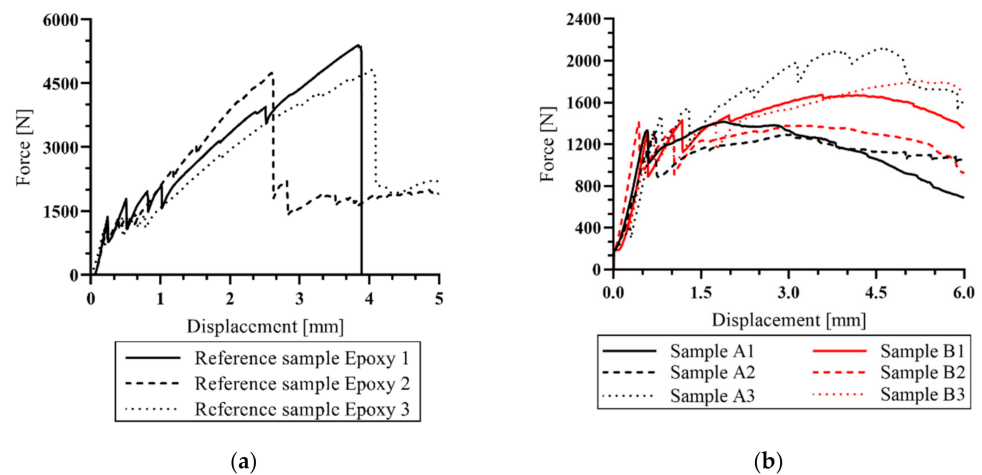 6000
4500
3000
1500
0
Force [N]
0 1 2 3 4 5
Displacement [mm]
Reference sample Epoxy 1
Reference sample Epoxy 2
Reference sample Epoxy 3
(a)
2400
2000
1600
1200
800
400
0
Force [N]
0.0 1.5 3.0 4.5 6.0
Displacement [mm]
Sample A1 Sample B1
Sample A2 Sample B2
Sample A3 Sample B3
(b)